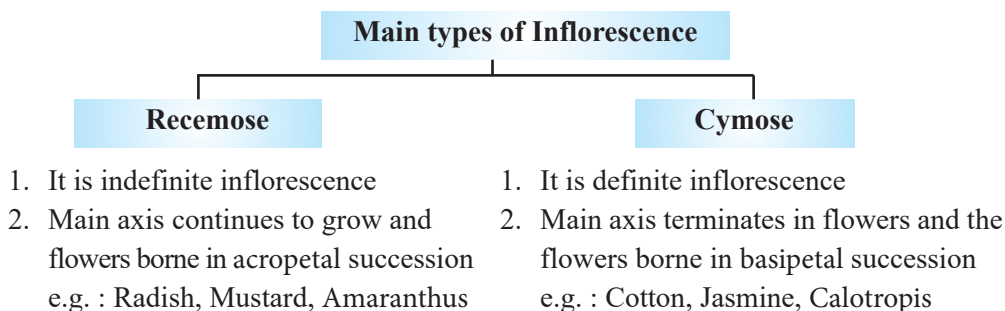 Main types of Inflorescence
Recemose
Cymose
1. It is indefinite inflorescence
2. Main axis continues to grow and
flowers borne in acropetal succession
e.g. : Radish, Mustard, Amaranthus
1. It is definite inflorescence
2. Main axis terminates in flowers and the
flowers borne in basipetal succession
e.g. : Cotton, Jasmine, Calotropis